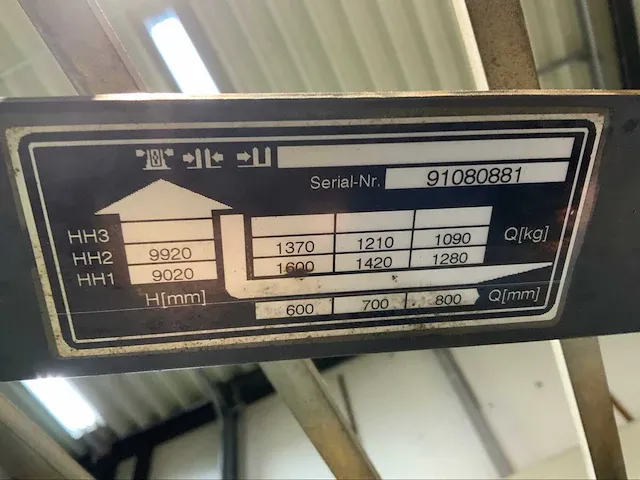 Serial-Nr. 91080881
HH3
HH2 9920 1370 1210 1090 Q[kg]
HH1 9020 1600 1420 1280
H[mm] 600 700 800 Q[mm]